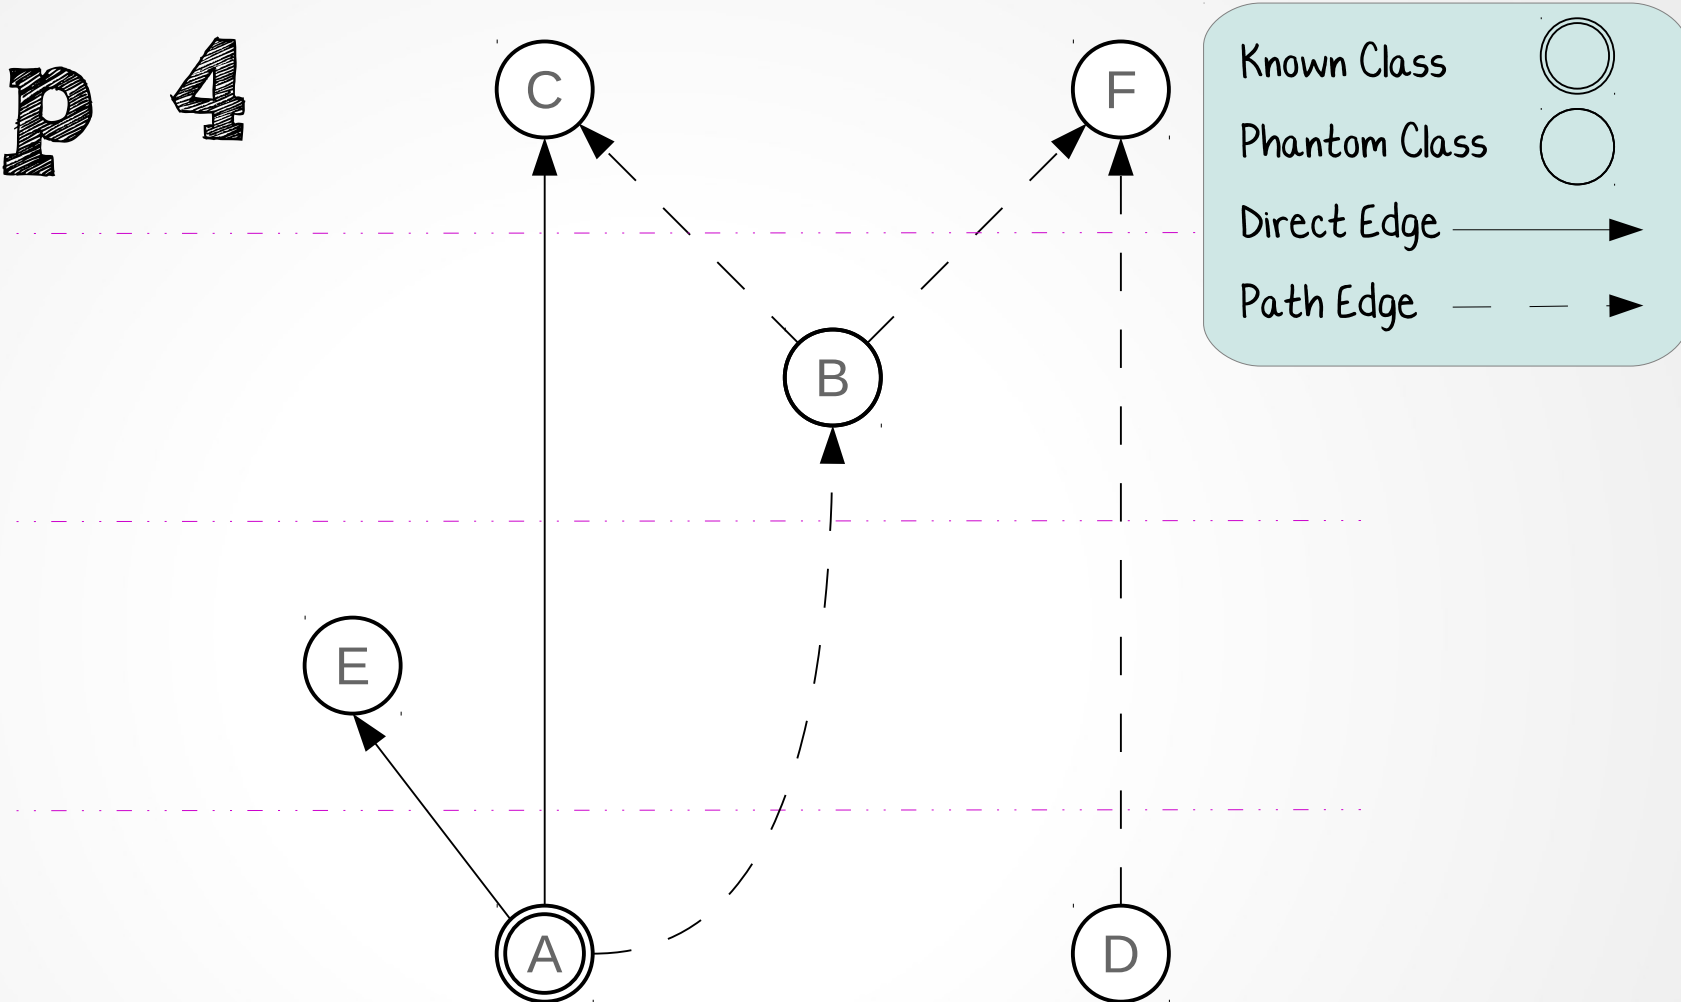 p 4
C
F
B
E
A
D
Known Class
Phantom Class
Direct Edge
Path Edge